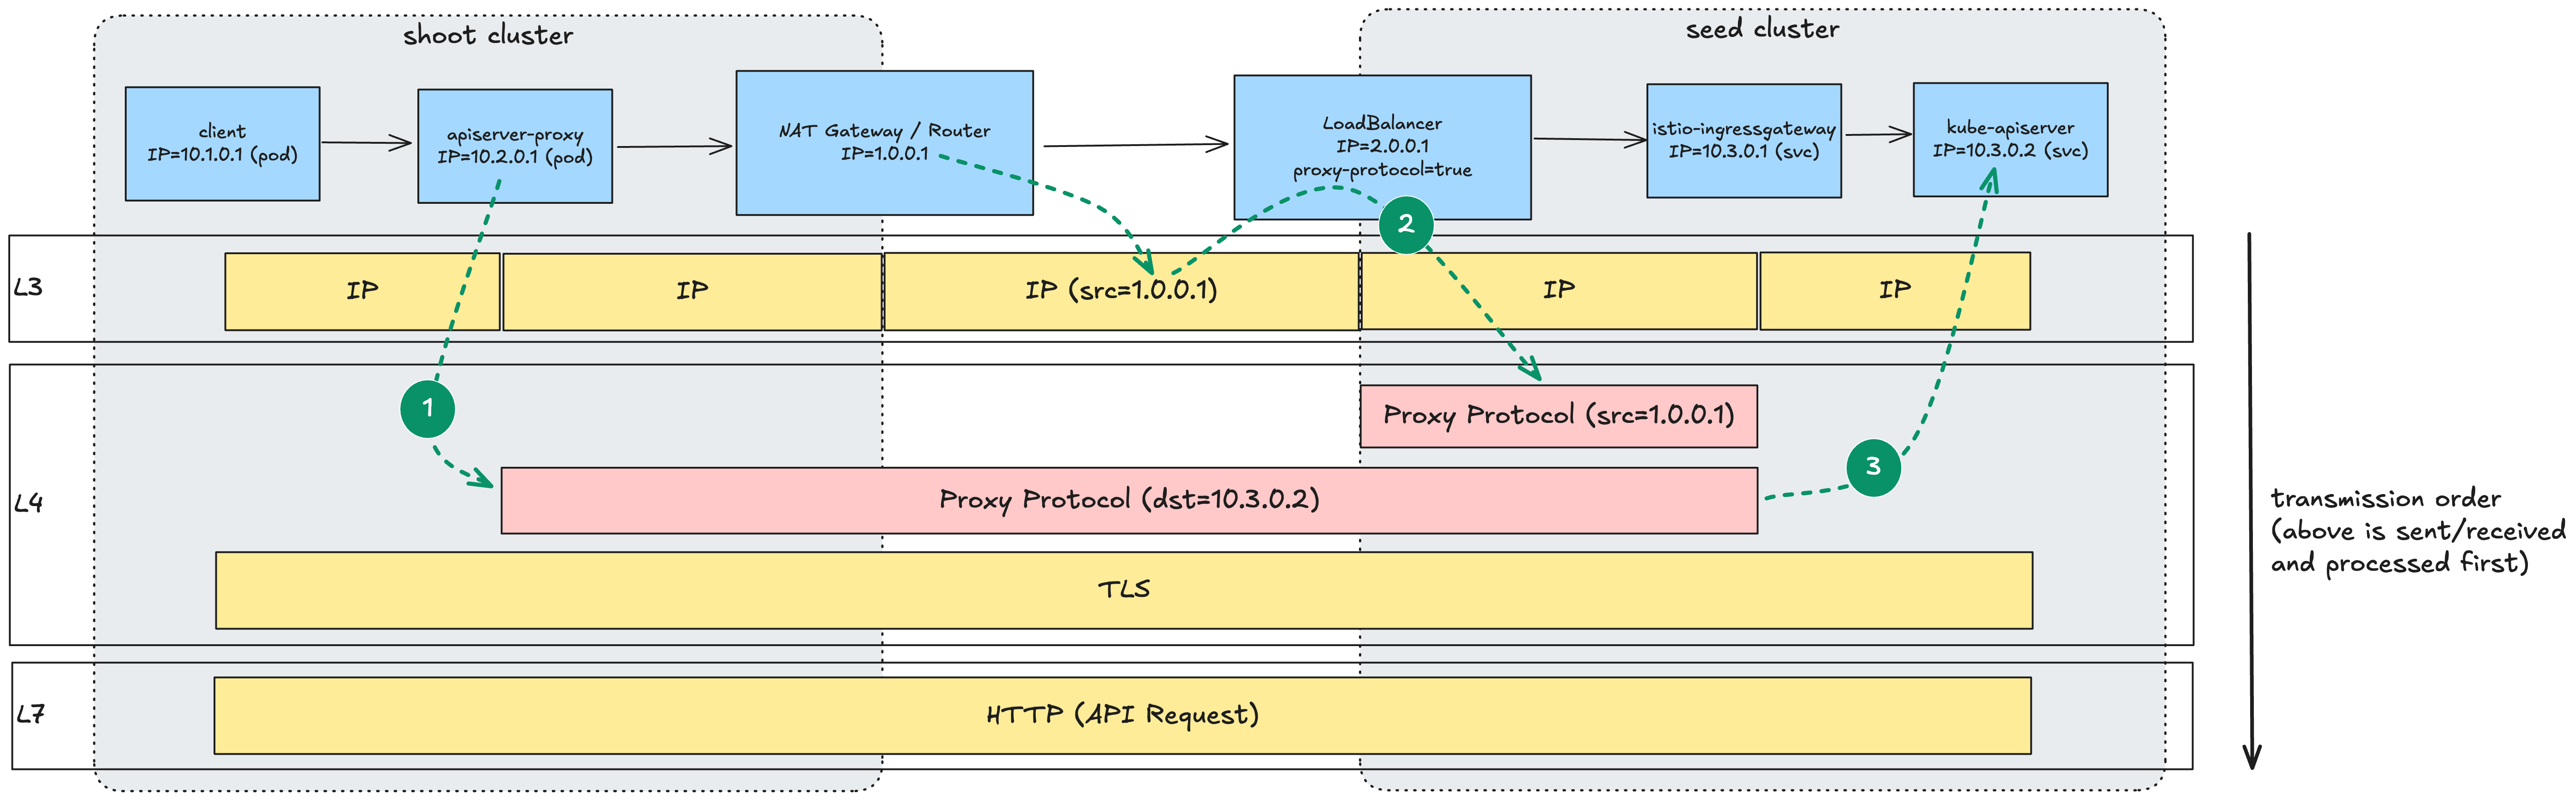 shoot cluster
seed cluster
client
IP=10.1.0.1 (pod)
apiserver-proxy
IP=10.2.0.1 (pod)
NAT Gateway / Router
IP=1.0.0.1
LoadBalancer
IP=2.0.0.1
proxy-protocol=true
istio-ingressgateway
IP=10.3.0.1 (svc)
kube-apiserver
IP=10.3.0.2 (svc)
2
L3
IP
IP
IP (src=1.0.0.1)
IP
IP
1
Proxy Protocol (src=1.0.0.1)
3
L4
Proxy Protocol (dst=10.3.0.2)
TLS
transmission order
(above is sent/received
and processed first)
L7
HTTP (API Request)